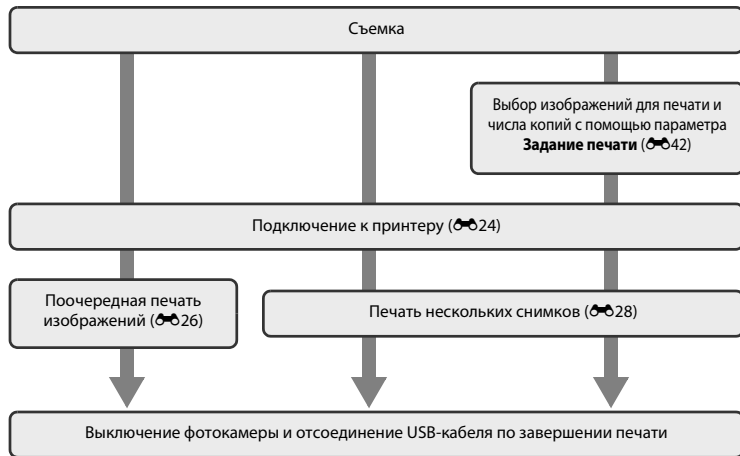 Съемка
Выбор изображений для печати и
числа копий с помощью параметра
Задание печати (42)
Подключение к принтеру (24)
Поочередная печать
изображений (26)
Печать нескольких снимков (28)
Выключение фотокамеры и отсоединение USB-кабеля по завершении печати